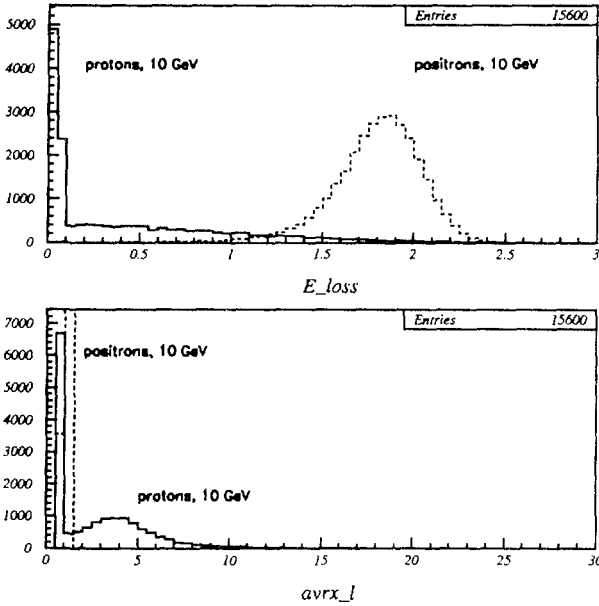 Entries 15600
5000
protons, 10 GeV
positrons, 10 GeV
4000
3000
2000
1000
0
0 0.5 1 1.5 2 2.5 3
E_loss
Entries 15600
7000
positrons, 10 GeV
6000
5000
4000
3000
2000
protons, 10 GeV
1000
0
0 5 10 15 20 25 30
avrx_l